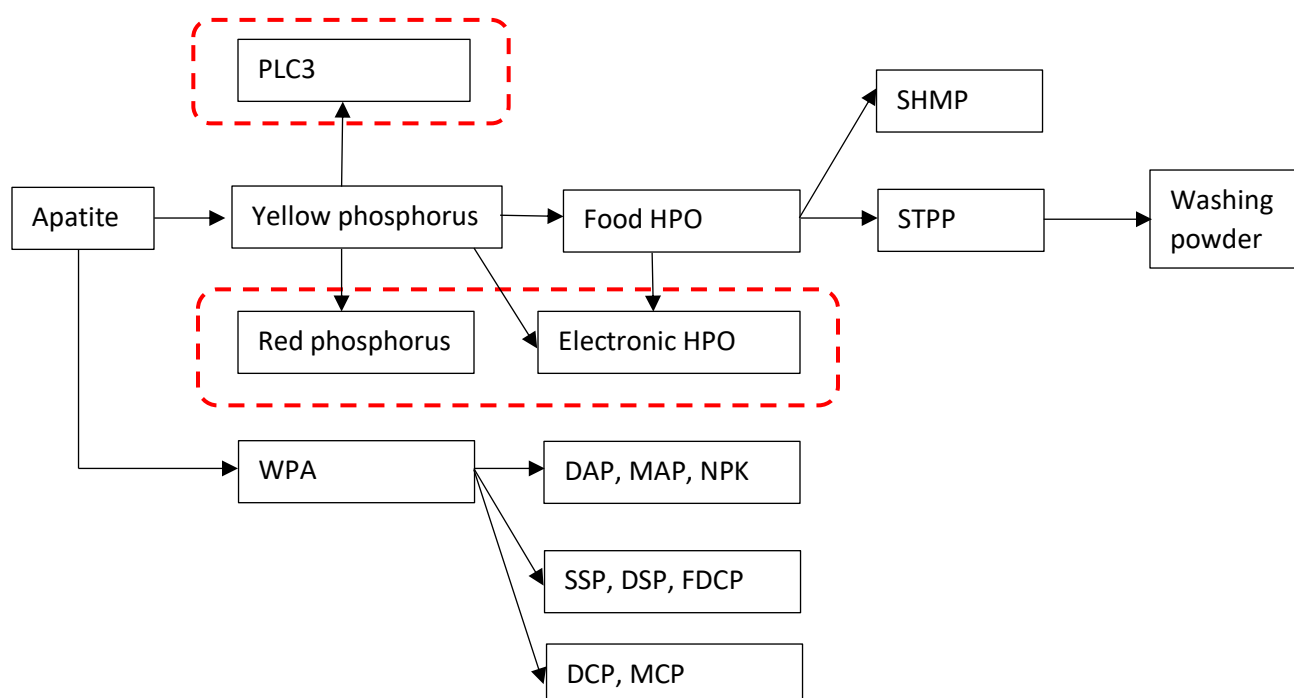 PLC3
SHMP
Apatite
Yellow phosphorus
Food HPO
STPP
Washing
powder
Red phosphorus
Electronic HPO
WPA
DAP, MAP, NPK
SSP, DSP, FDCP
DCP, MCP